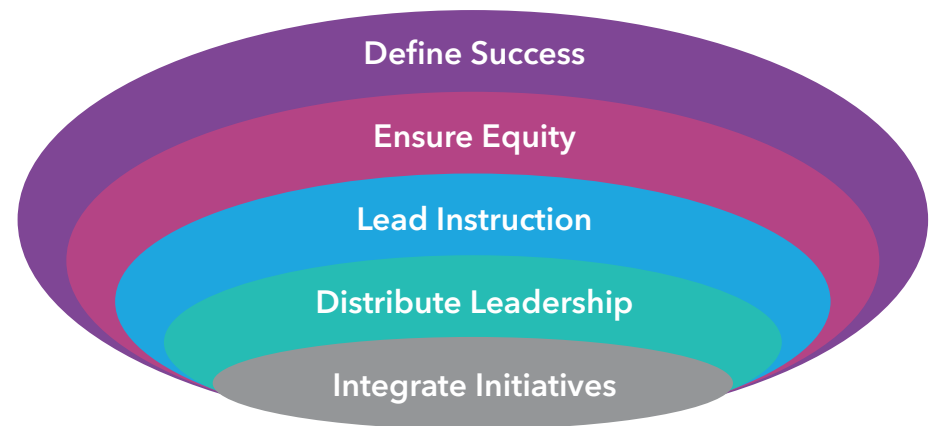 Define Success
Ensure Equity
Lead Instruction
Distribute Leadership
Integrate Initiatives